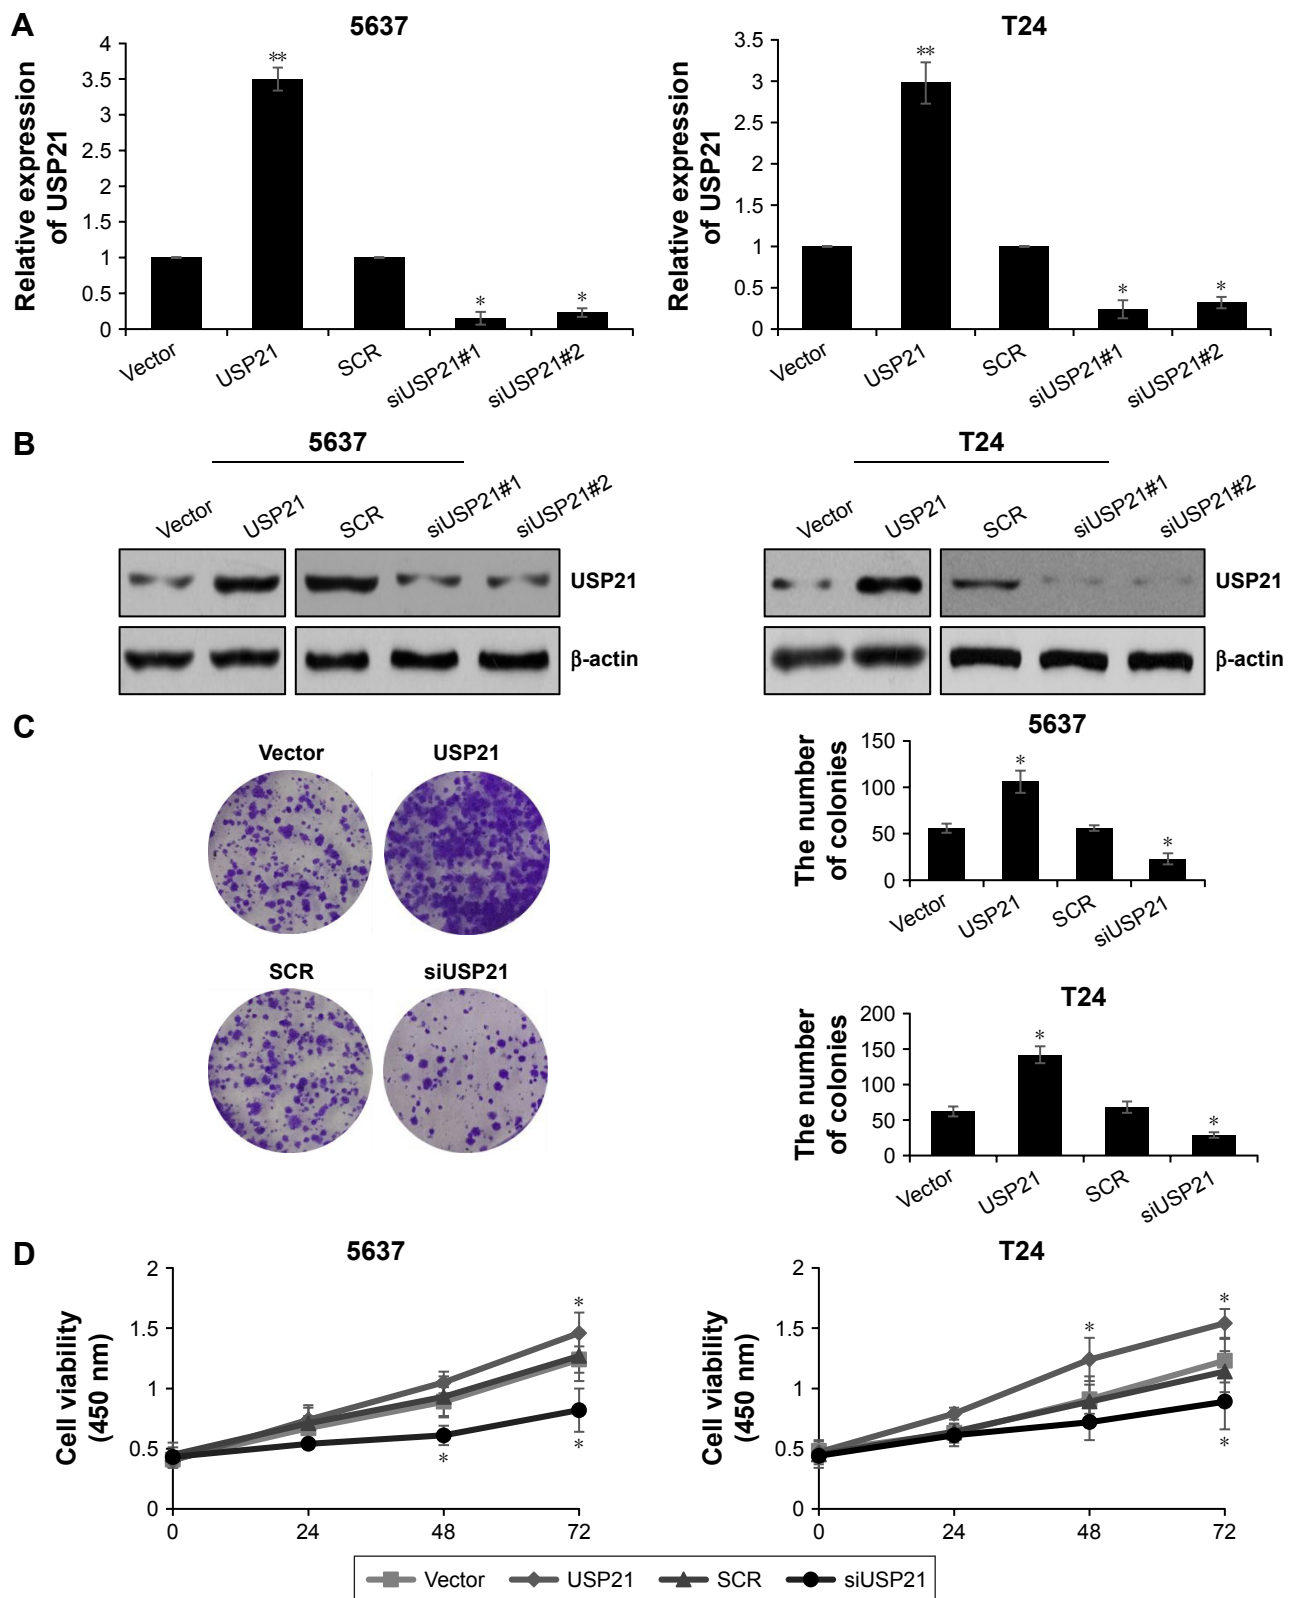 A
5637
T24
Relative expression
of USP21
4
3.5
3
2.5
2
1.5
1
0.5
0
**
*
*
Vector
USP21
SCR
siUSP21#1
siUSP21#2
Relative expression
of USP21
3.5
3
2.5
2
1.5
1
0.5
0
**
*
*
Vector
USP21
SCR
siUSP21#1
siUSP21#2
B
5637
T24
Vector
USP21
SCR
siUSP21#1
siUSP21#2
USP21
β-actin
Vector
USP21
SCR
siUSP21#1
siUSP21#2
USP21
β-actin
C
Vector
USP21
SCR
siUSP21
5637
The number
of colonies
150
100
50
0
*
*
Vector
USP21
SCR
siUSP21
T24
The number
of colonies
200
150
100
50
0
*
*
Vector
USP21
SCR
siUSP21
D
5637
Cell viability
(450 nm)
2
1.5
1
0.5
0
*
*
*
0
24
48
72
T24
Cell viability
(450 nm)
2
1.5
1
0.5
0
*
*
*
0
24
48
72
Vector
USP21
SCR
siUSP21